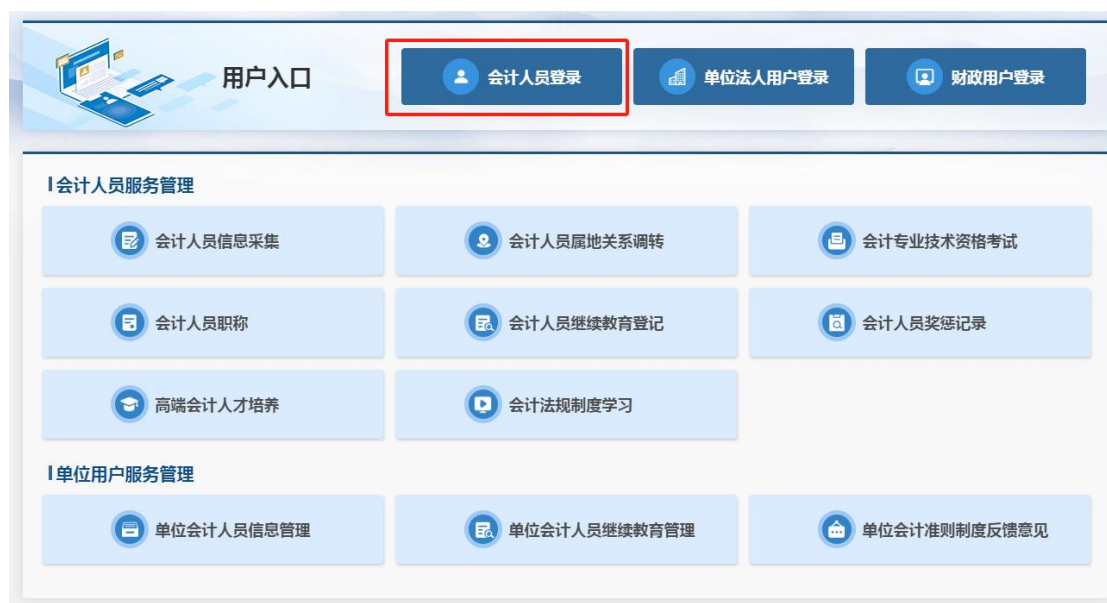 用户入口
会计人员登录
单位法人用户登录
财政用户登录
会计人员服务管理
会计人员信息采集
会计人员属地关系调转
会计专业技术资格考试
会计人员职称
会计人员继续教育登记
会计人员奖惩记录
高端会计人才培养
会计法规制度学习
单位用户服务管理
单位会计人员信息管理
单位会计人员继续教育管理
单位会计准则制度反馈意见